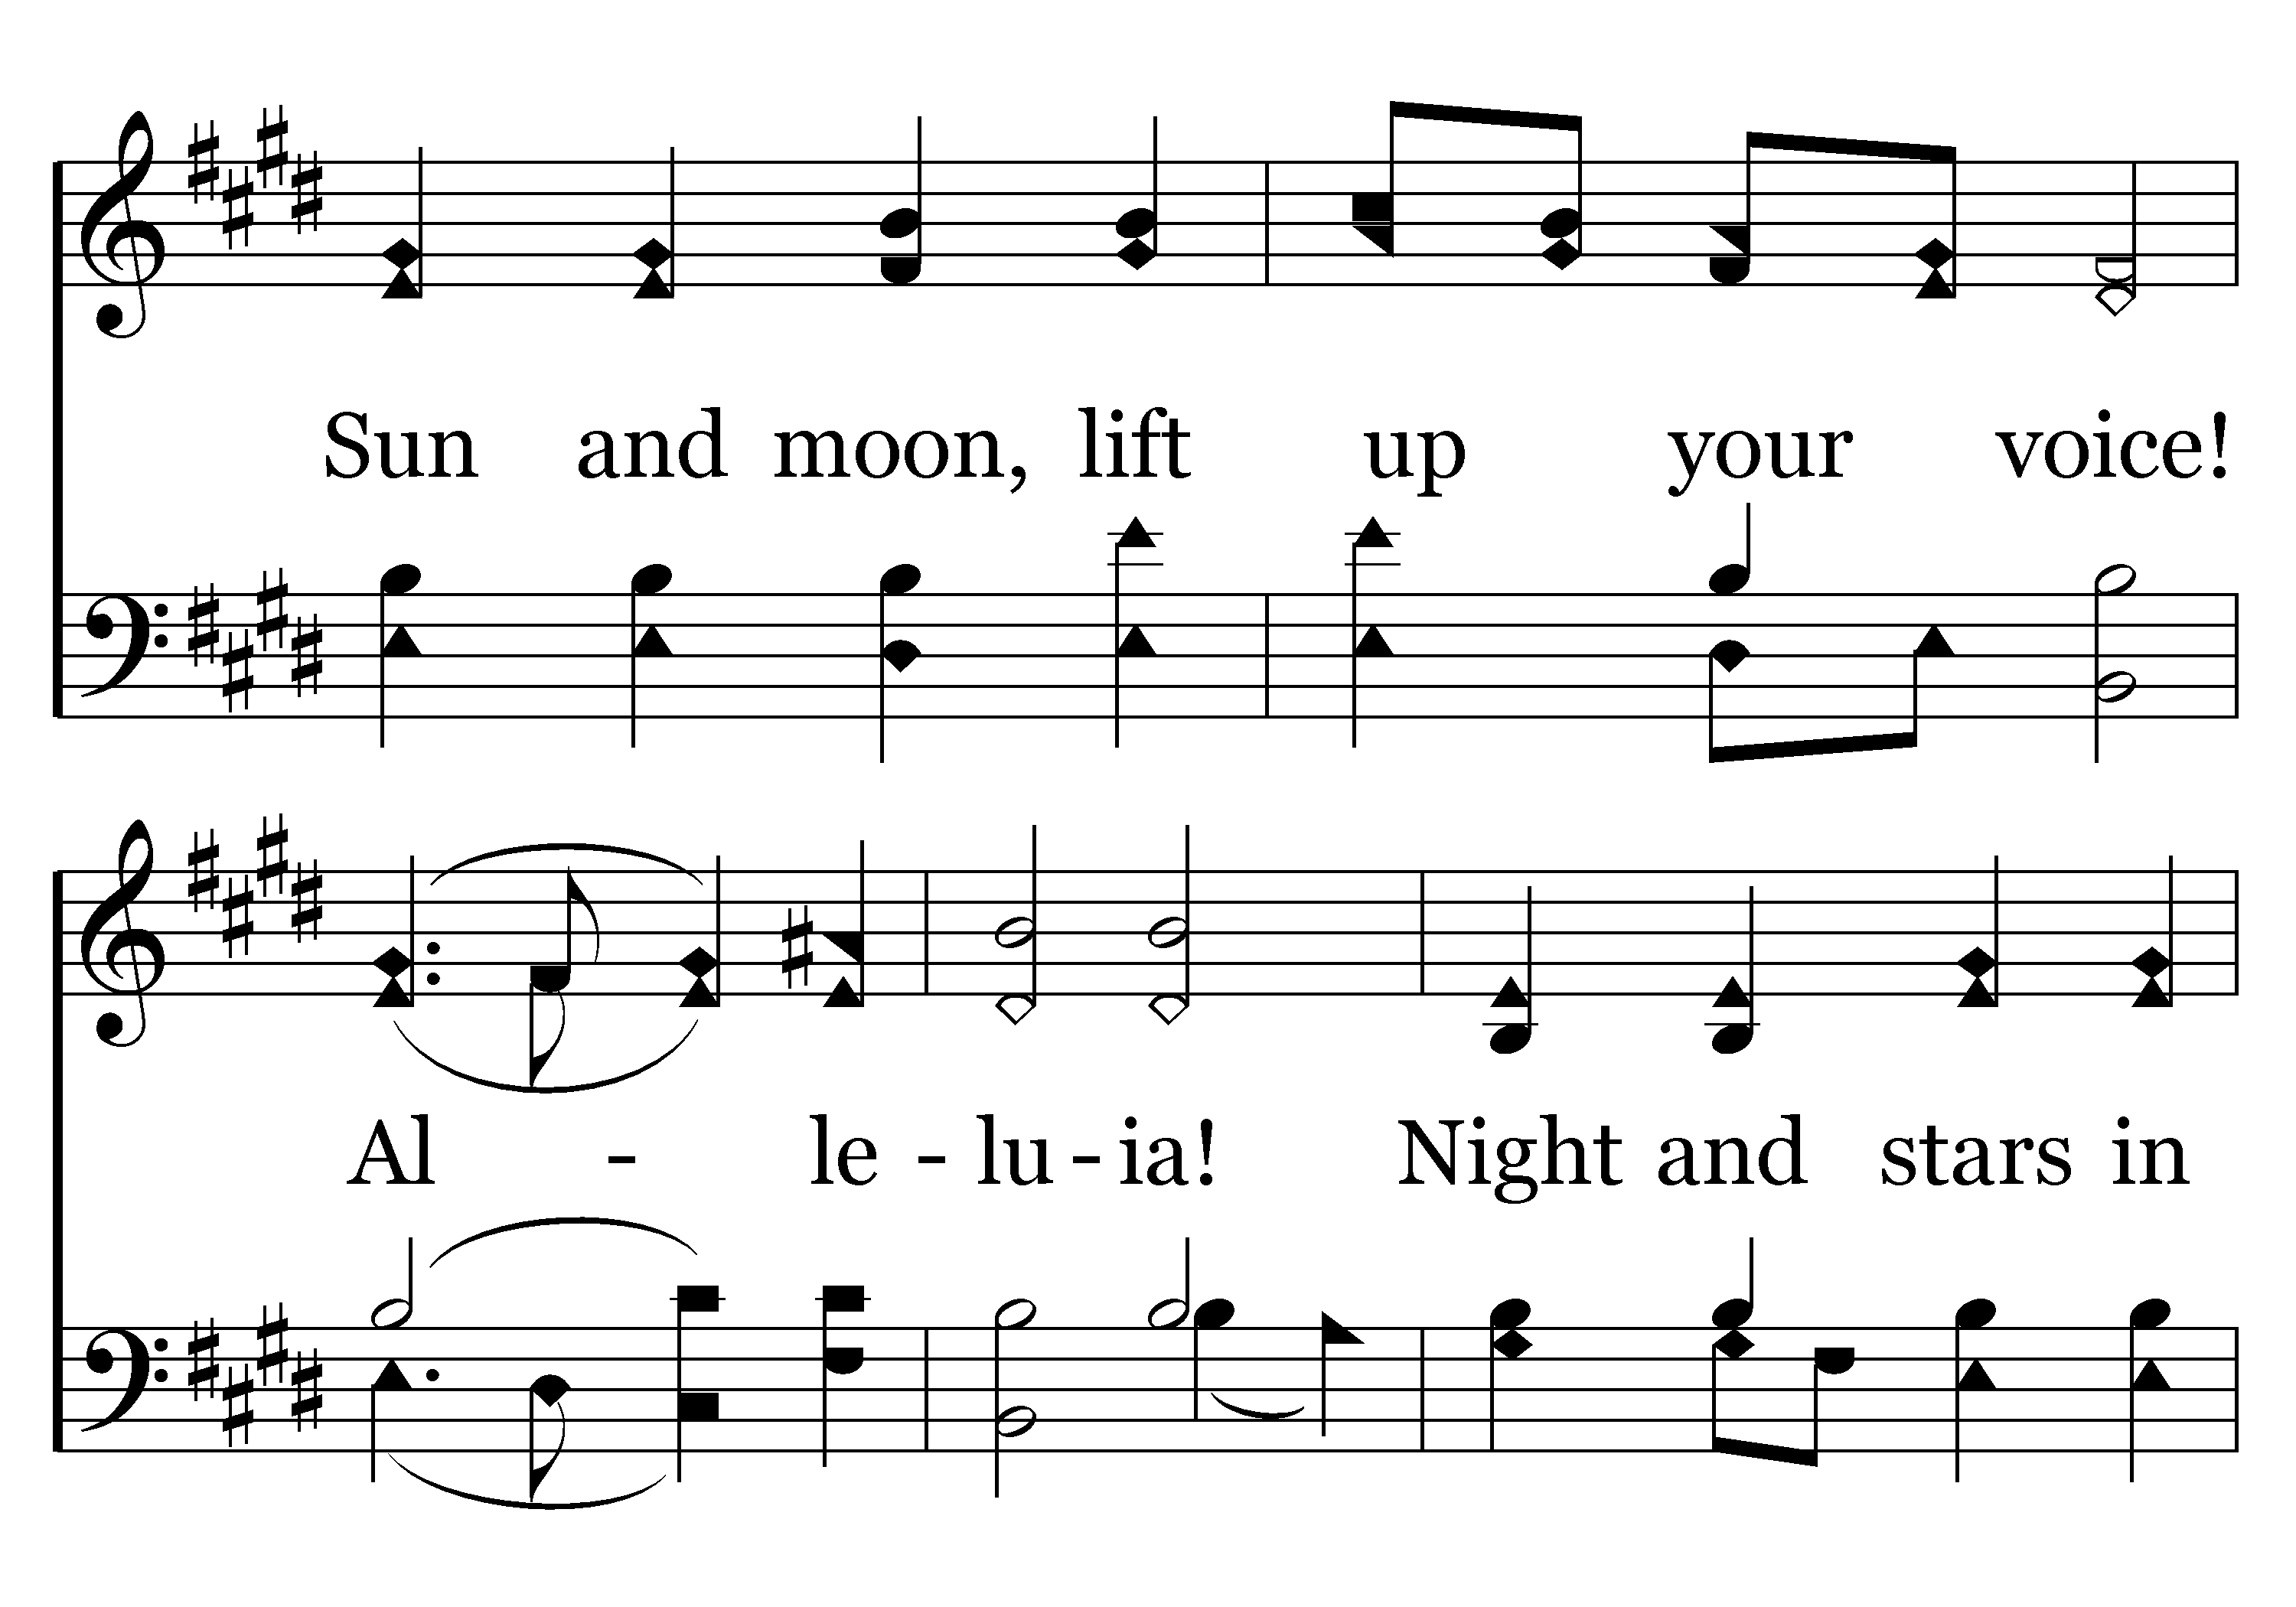 Sun and moon, lift up your voice!
Al - le - lu - ia! Night and stars in